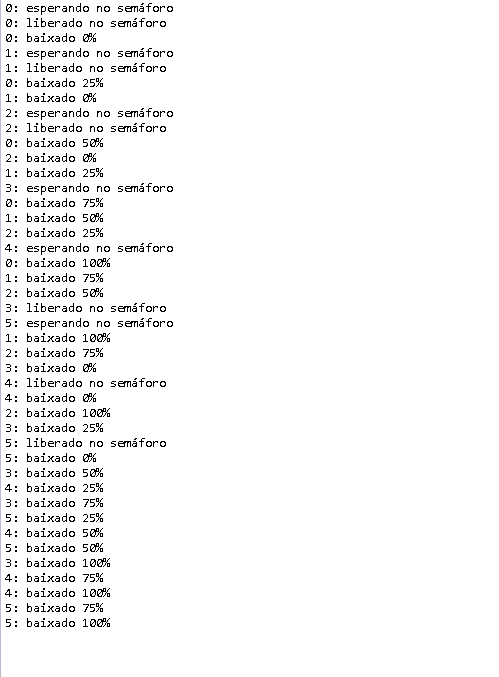 0: esperando no semáforo
0: liberado no semáforo
0: baixado 0%
1: esperando no semáforo
1: liberado no semáforo
0: baixado 25%
1: baixado 0%
2: esperando no semáforo
2: liberado no semáforo
0: baixado 50%
2: baixado 0%
1: baixado 25%
3: esperando no semáforo
0: baixado 75%
1: baixado 50%
2: baixado 25%
4: esperando no semáforo
0: baixado 100%
1: baixado 75%
2: baixado 50%
3: liberado no semáforo
5: esperando no semáforo
1: baixado 100%
2: baixado 75%
3: baixado 0%
4: liberado no semáforo
4: baixado 0%
2: baixado 100%
3: baixado 25%
5: liberado no semáforo
5: baixado 0%
3: baixado 50%
4: baixado 25%
3: baixado 75%
5: baixado 25%
4: baixado 50%
5: baixado 50%
3: baixado 100%
4: baixado 75%
4: baixado 100%
5: baixado 75%
5: baixado 100%